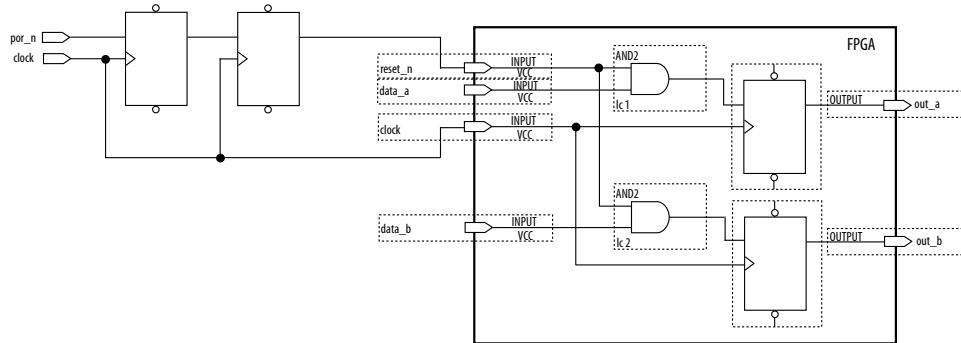 FPGA
por_n
clock
reset_n
INPUT
VCC
AND2
data_a
INPUT
VCC
lc 1
OUTPUT
out_a
clock
INPUT
VCC
AND2
data_b
INPUT
VCC
lc 2
OUTPUT
out_b